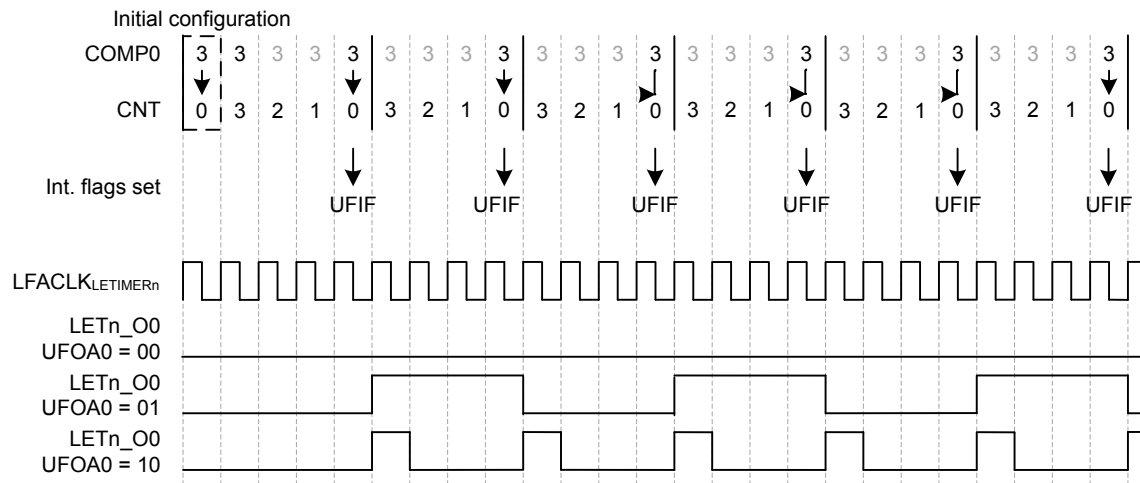 Initial configuration
COMP0 3 3 3 3 3 3 3 3 3 3 3 3 3 3 3 3 3 3 3 3 3 3 3 3 3
CNT 0 3 2 1 0 3 2 1 0 3 2 1 0 3 2 1 0 3 2 1 0 3 2 1 0
Int. flags set
UFIF UFIF UFIF UFIF UFIF UFIF
LFACLKLETIMERn
LETn_O0
UFOA0 = 00
LETn_O0
UFOA0 = 01
LETn_O0
UFOA0 = 10